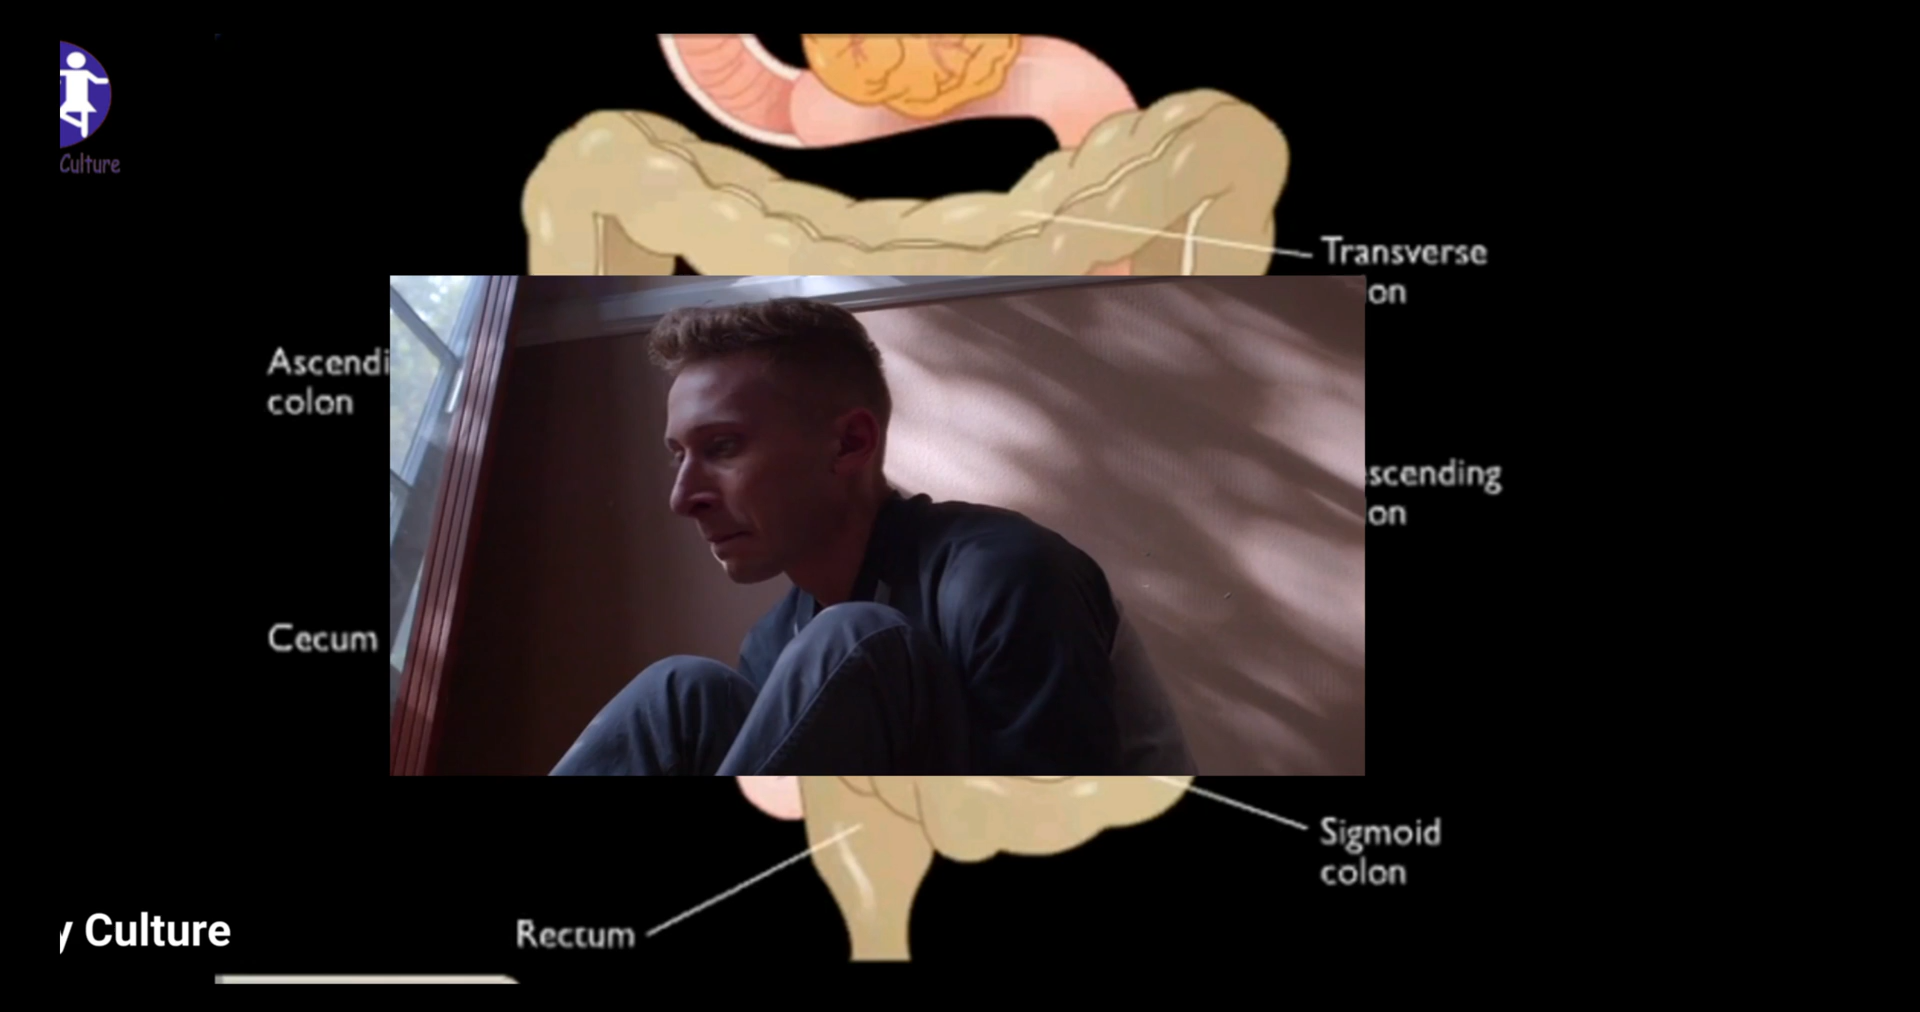 Culture
Transverse
on
Ascendi
colon
scending
on
Cecum
Sigmoid
colon
y Culture
Rectum